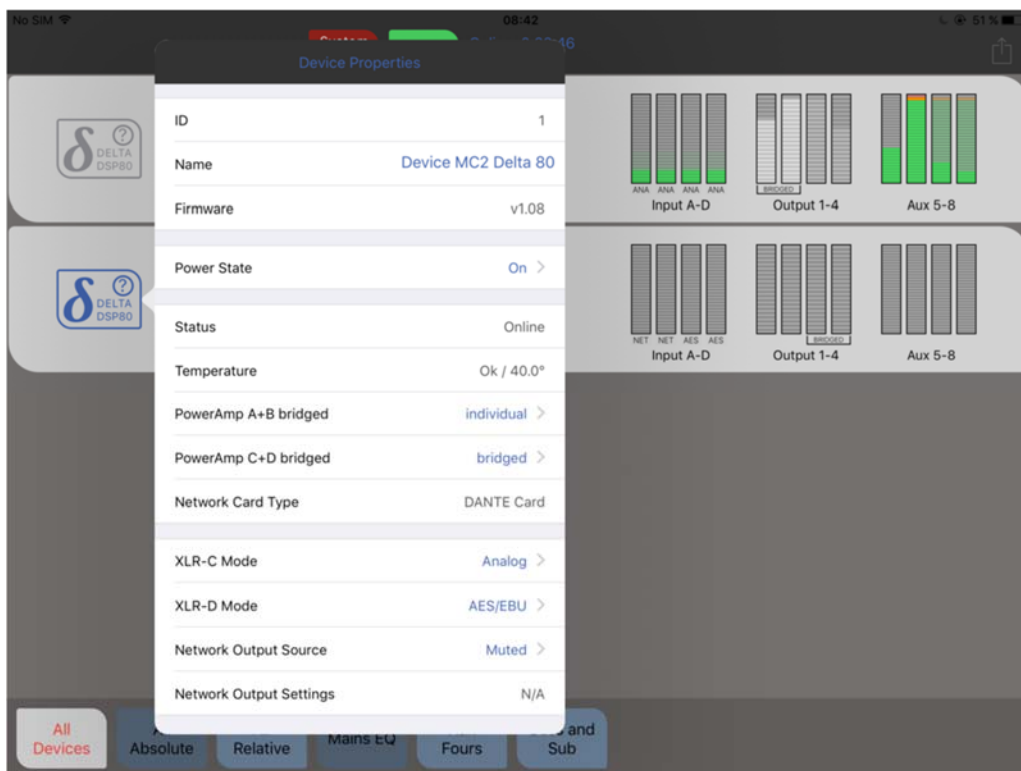 No SIM 08:42 51 %
System
Device Properties
ID 1
Name Device MC2 Delta 80
Firmware v1.08
Power State On
Status Online
Temperature Ok / 40.0°
PowerAmp A+B bridged individual
PowerAmp C+D bridged bridged
Network Card Type DANTE Card
XLR-C Mode Analog
XLR-D Mode AES/EBU
Network Output Source Muted
Network Output Settings N/A
δ ? DELTA
DSP80
ANA ANA ANA ANA
BRIDGED
Input A-D Output 1-4 Aux 5-8
δ ? DELTA
DSP80
NET NET AES AES
BRIDGED
Input A-D Output 1-4 Aux 5-8
All
Devices
Absolute
Relative
Mains EQ
Fours
and
Sub